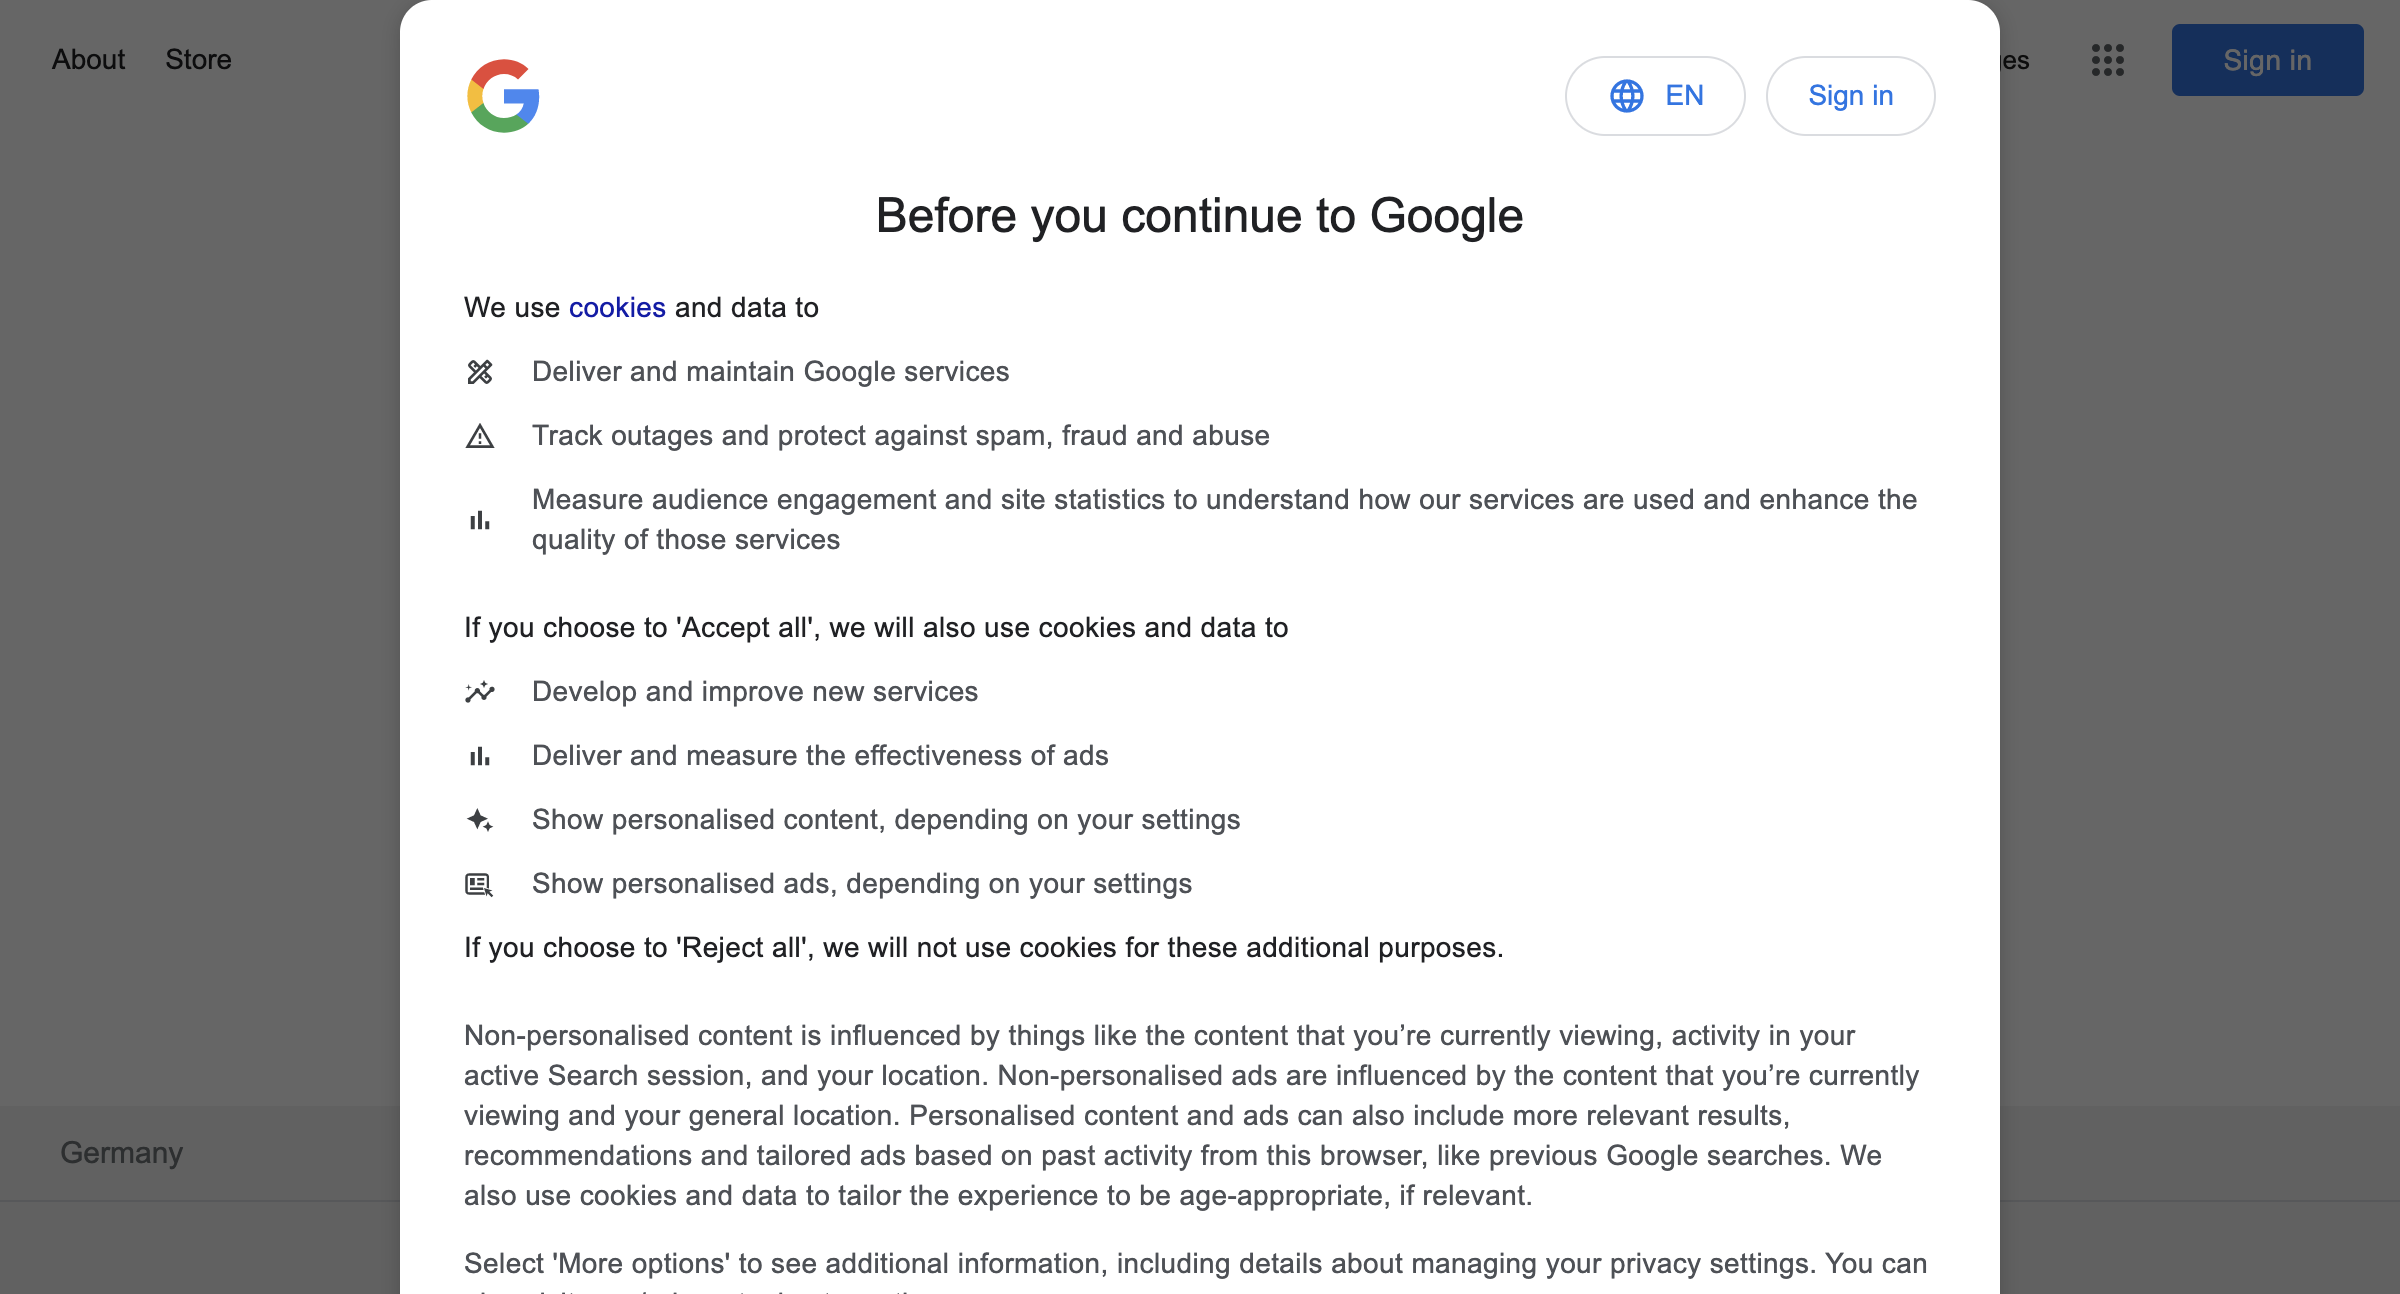 About
Store
Sign in
EN
Sign in
Before you continue to Google
We use cookies and data to
Deliver and maintain Google services
Track outages and protect against spam, fraud and abuse
Measure audience engagement and site statistics to understand how our services are used and enhance the
quality of those services
If you choose to 'Accept all', we will also use cookies and data to
Develop and improve new services
Deliver and measure the effectiveness of ads
Show personalised content, depending on your settings
Show personalised ads, depending on your settings
If you choose to 'Reject all', we will not use cookies for these additional purposes.
Non-personalised content is influenced by things like the content that you’re currently viewing, activity in your
active Search session, and your location. Non-personalised ads are influenced by the content that you’re currently
viewing and your general location. Personalised content and ads can also include more relevant results,
recommendations and tailored ads based on past activity from this browser, like previous Google searches. We
also use cookies and data to tailor the experience to be age-appropriate, if relevant.
Germany
Select 'More options' to see additional information, including details about managing your privacy settings. You can